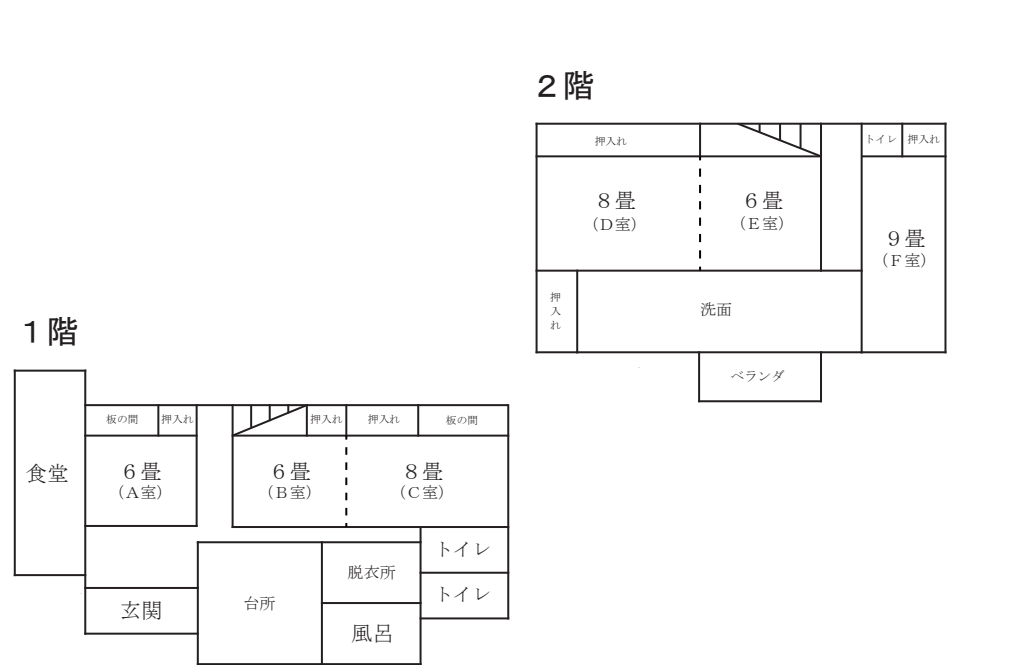 ２階
押入れ
トイレ
押入れ
８畳
（Ｄ室）
６畳
（Ｅ室）
９畳
（Ｆ室）
押入れ
洗面
ベランダ
１階
板の間
押入れ
押入れ
押入れ
板の間
食堂
６畳
（Ａ室）
６畳
（Ｂ室）
８畳
（Ｃ室）
トイレ
脱衣所
トイレ
台所
玄関
風呂